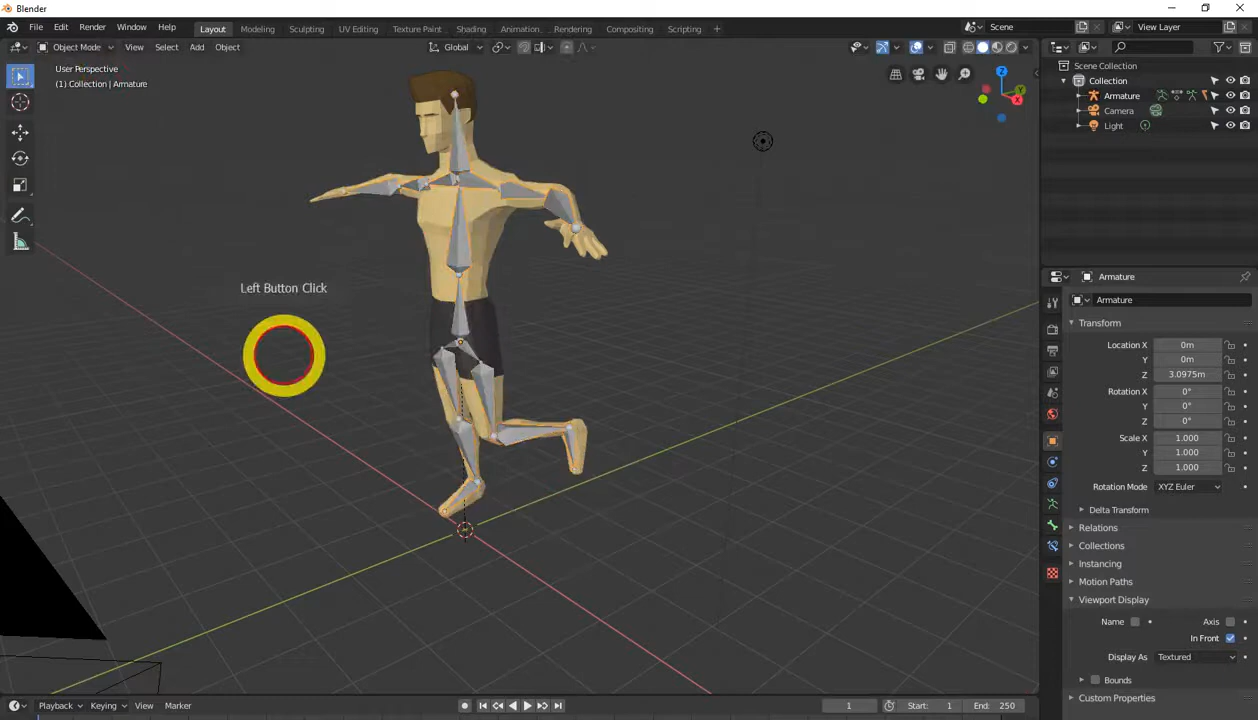 Blender
File Edit Render Window Help
Layout Modeling Sculpting UV Editing Texture Paint Shading Animation Rendering Compositing Scripting +
Scene
View Layer
Object Mode View Select Add Object
Global
User Perspective
(1) Collection | Armature
Z
Y
X
Left Button Click
Scene Collection
Collection
Armature
Camera
Light
Armature
Armature
Transform
Location X 0m
Y 0m
Z 3.0975m
Rotation X 0°
Y 0°
Z 0°
Scale X 1.000
Y 1.000
Z 1.000
Rotation Mode XYZ Euler
Delta Transform
Relations
Collections
Instancing
Motion Paths
Viewport Display
Name Axis
In Front
Display As Textured
Bounds
Custom Properties
Playback Keying View Marker
1
Start: 1
End: 250